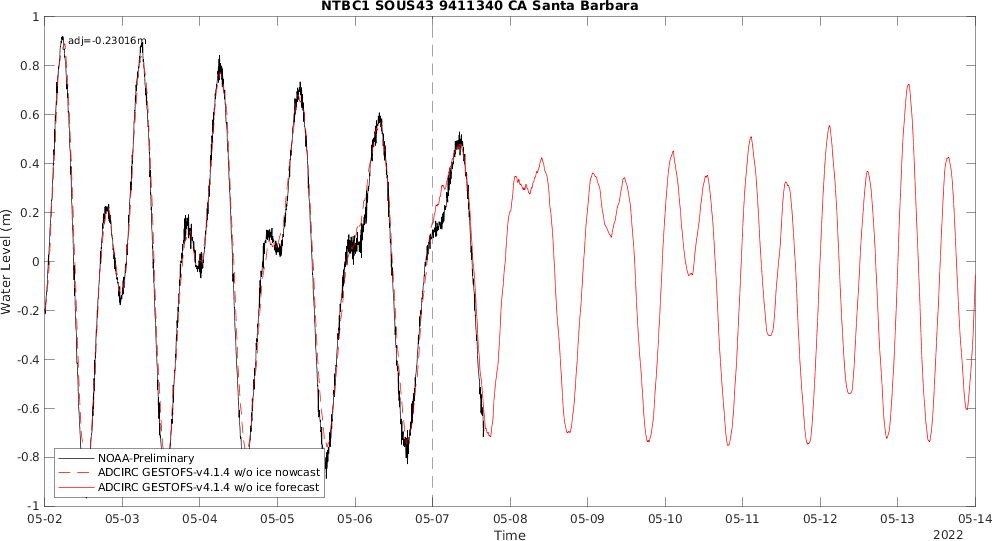 NTBC1 SOUS43 9411340 CA Santa Barbara
adj=-0.23016m
Water Level (m)
1
0.8
0.6
0.4
0.2
0
-0.2
-0.4
-0.6
-0.8
-1
NOAA-Preliminary
ADCIRC GESTOFS-v4.1.4 w/o ice nowcast
ADCIRC GESTOFS-v4.1.4 w/o ice forecast
05-02 05-03 05-04 05-05 05-06 05-07 05-08 05-09 05-10 05-11 05-12 05-13 05-14
Time
2022